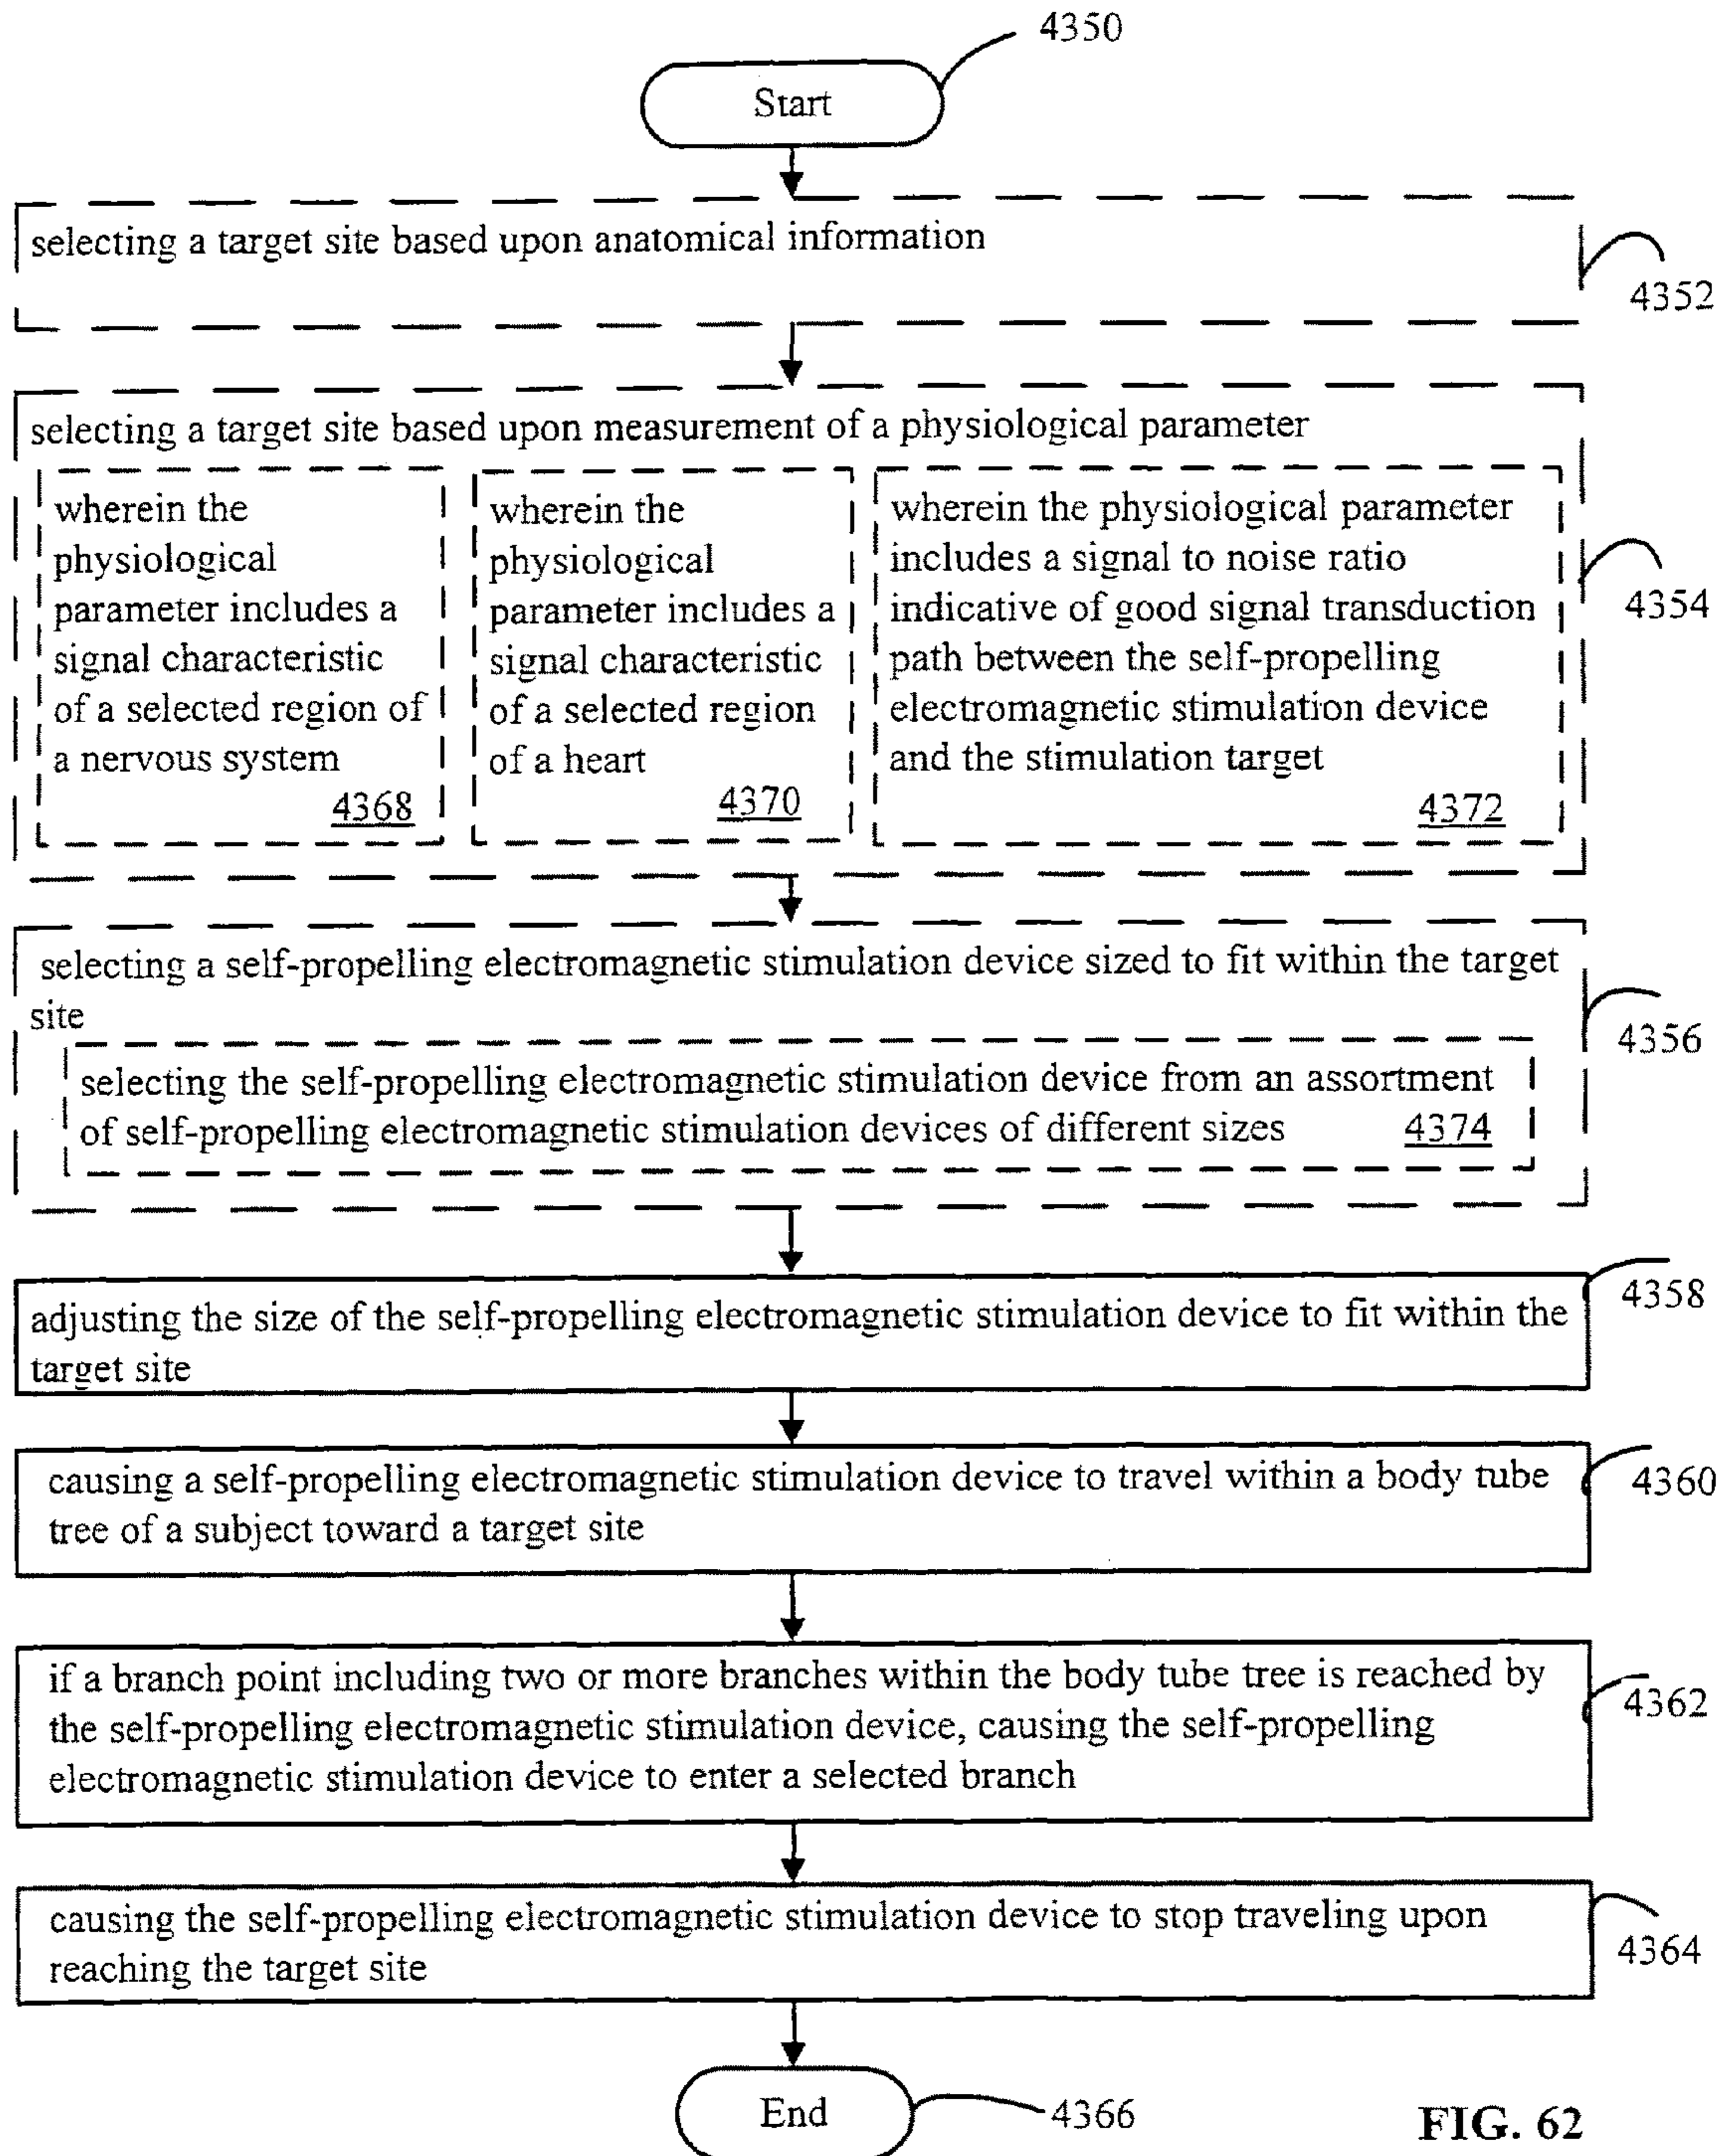 4350
Start
selecting a target site based upon anatomical information
4352
selecting a target site based upon measurement of a physiological parameter
wherein the
physiological
parameter includes a
signal characteristic
of a selected region of
a nervous system
4368
wherein the
physiological
parameter includes a
signal characteristic
of a selected region
of a heart
4370
wherein the physiological parameter
includes a signal to noise ratio
indicative of good signal transduction
path between the self-propelling
electromagnetic stimulation device
and the stimulation target
4372
4354
selecting a self-propelling electromagnetic stimulation device sized to fit within the target
site
4356
selecting the self-propelling electromagnetic stimulation device from an assortment
of self-propelling electromagnetic stimulation devices of different sizes 4374
adjusting the size of the self-propelling electromagnetic stimulation device to fit within the
target site
4358
causing a self-propelling electromagnetic stimulation device to travel within a body tube
tree of a subject toward a target site
4360
if a branch point including two or more branches within the body tube tree is reached by
the self-propelling electromagnetic stimulation device, causing the self-propelling
electromagnetic stimulation device to enter a selected branch
4362
causing the self-propelling electromagnetic stimulation device to stop traveling upon
reaching the target site
4364
End
4366
FIG. 62